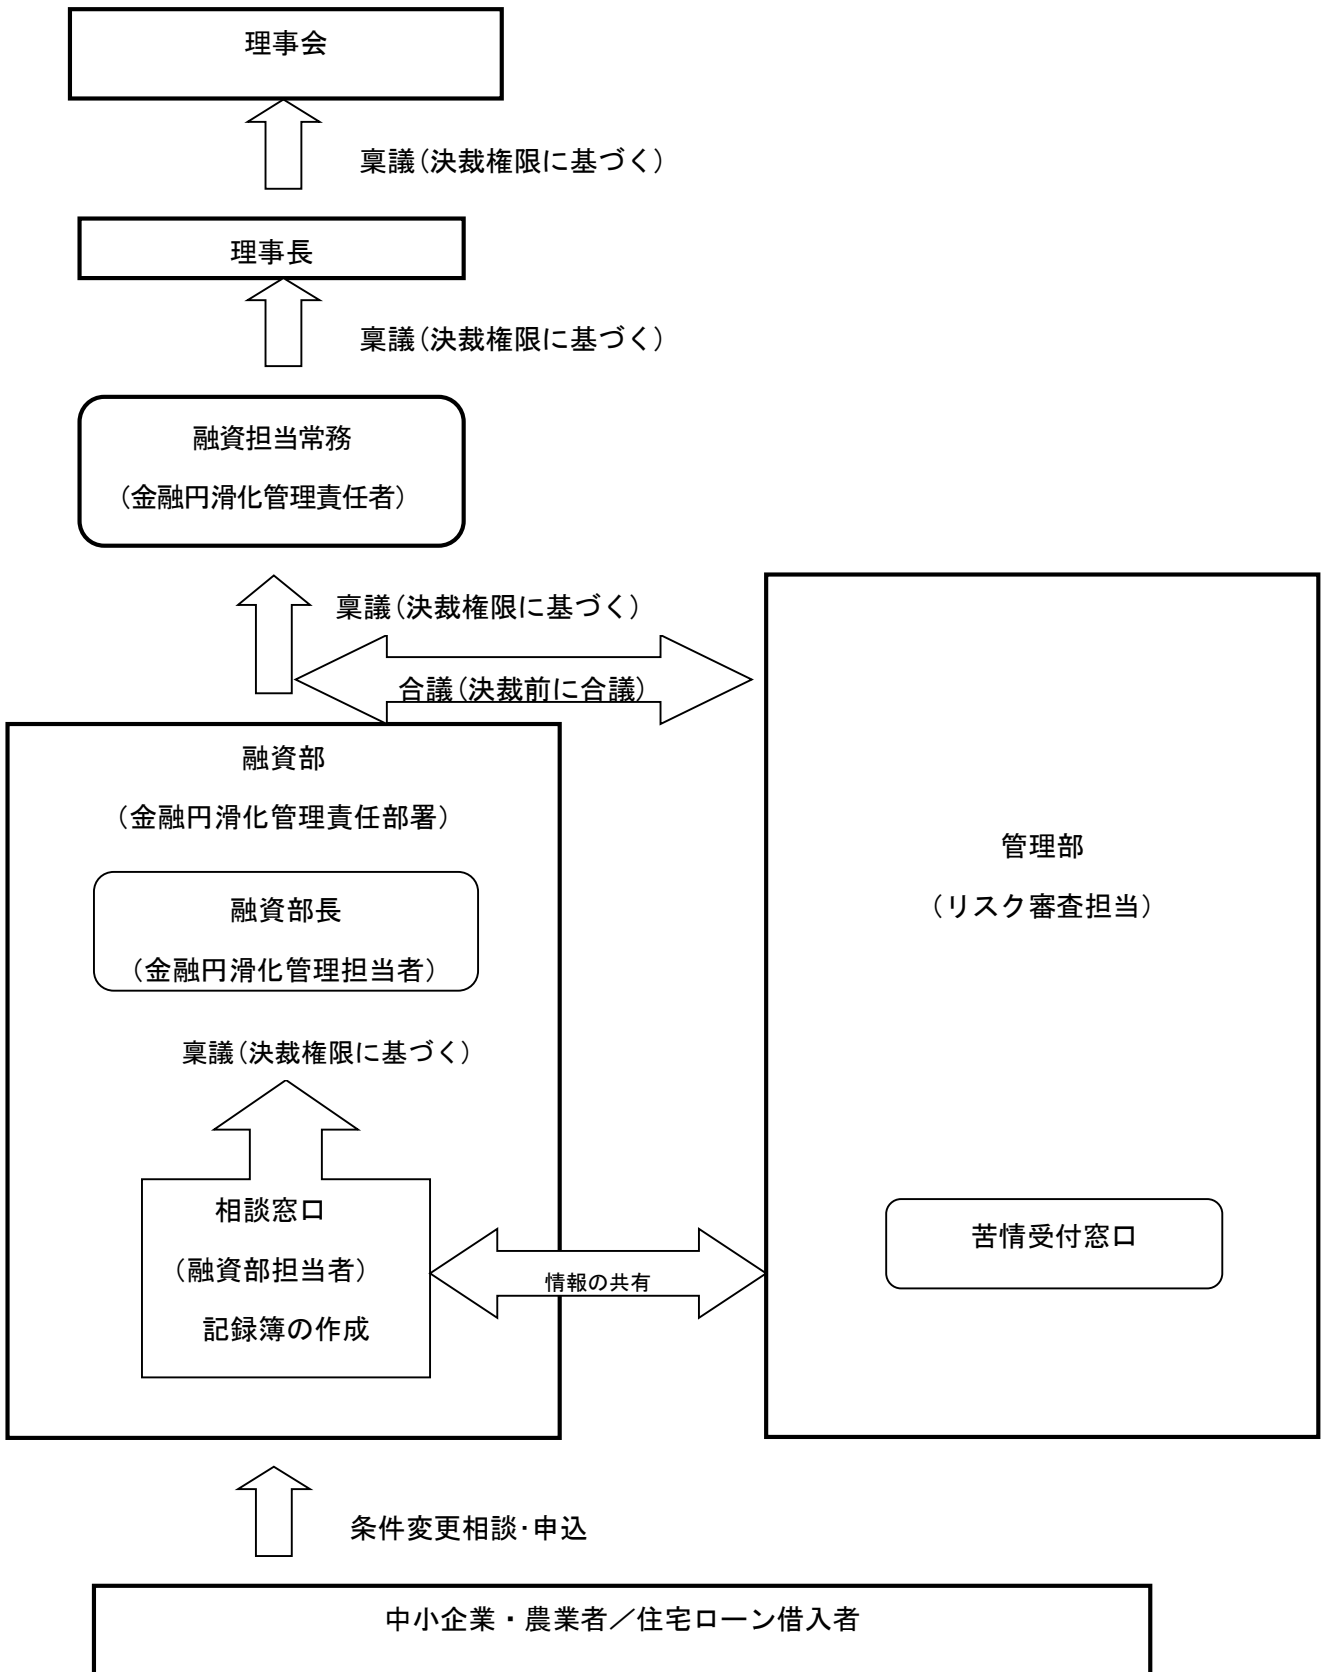 理事会
稟議(決裁権限に基づく)
理事長
稟議(決裁権限に基づく)
融資担当常務
(金融円滑化管理責任者)
稟議(決裁権限に基づく)
合議(決裁前に合議)
融資部
(金融円滑化管理責任部署)
融資部長
(金融円滑化管理担当者)
稟議(決裁権限に基づく)
相談窓口
(融資部担当者)
記録簿の作成
情報の共有
管理部
(リスク審査担当)
苦情受付窓口
条件変更相談・申込
中小企業・農業者／住宅ローン借入者